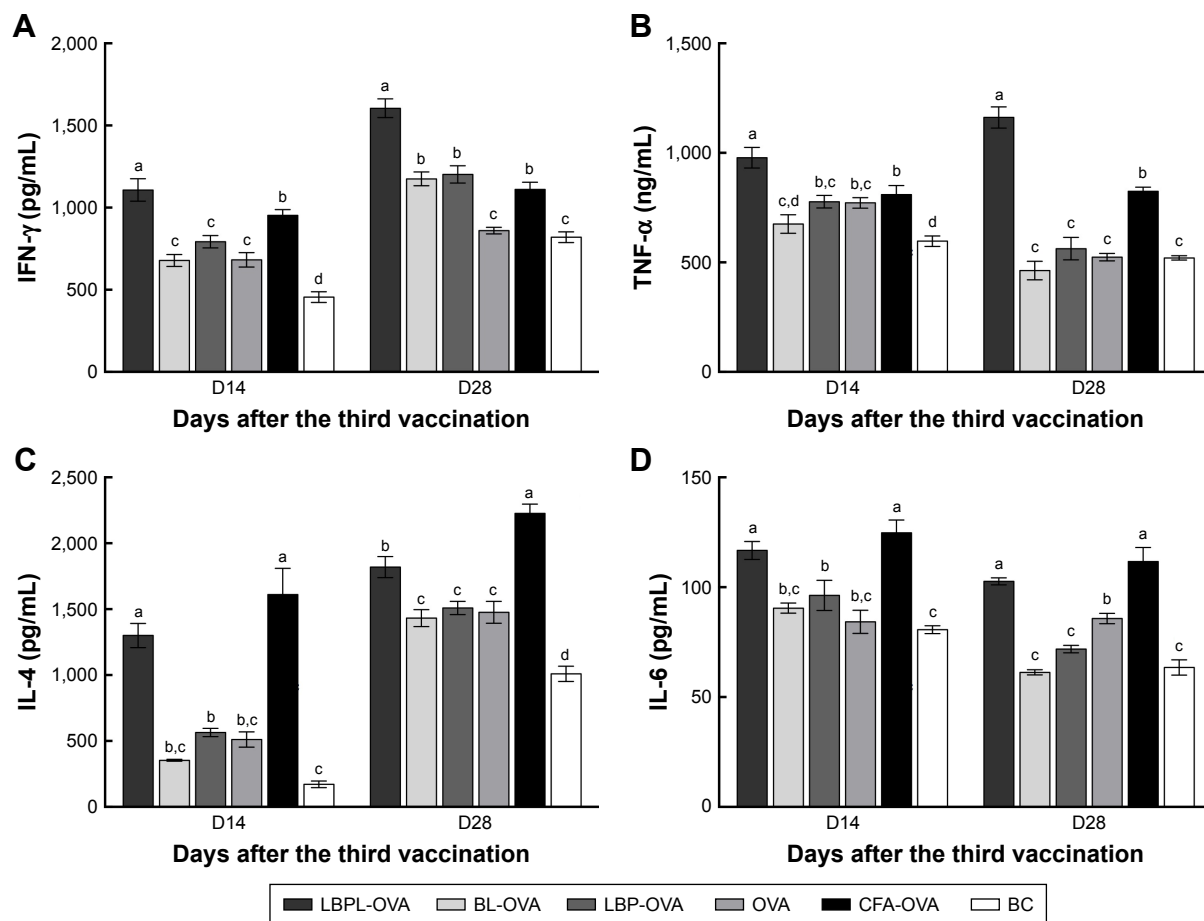 A
IFN-γ (pg/mL)
2,000
1,500
1,000
500
0
a
c
c
c
b
d
a
b
b
c
b
c
D14
D28
Days after the third vaccination
B
TNF-α (ng/mL)
1,500
1,000
500
0
a
c,d
b,c
b,c
b
d
a
c
c
c
b
c
D14
D28
Days after the third vaccination
C
IL-4 (pg/mL)
2,500
2,000
1,500
1,000
500
0
a
b,c
b
b,c
a
c
b
c
c
c
a
d
D14
D28
Days after the third vaccination
D
IL-6 (pg/mL)
150
100
50
0
a
b,c
b
b,c
a
c
a
c
c
b
a
c
D14
D28
Days after the third vaccination
LBPL-OVA BL-OVA LBP-OVA OVA CFA-OVA BC